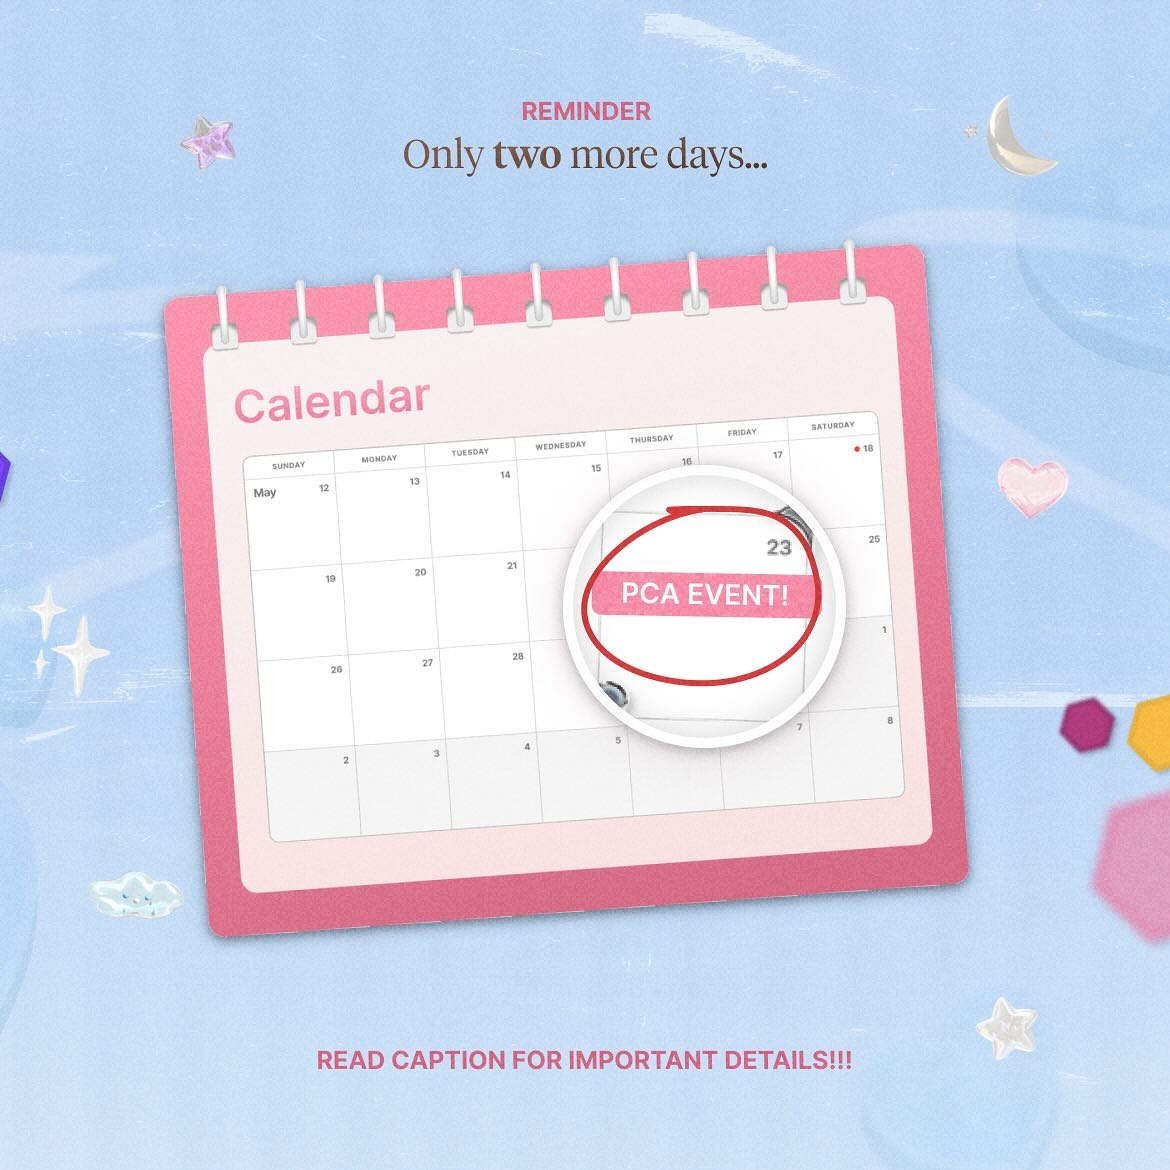 REMINDER
Only two more days...
Calendar
SUNDAY MONDAY TUESDAY WEDNESDAY THURSDAY FRIDAY SATURDAY
May 12 13 14 15 16 17 18
19 20 21 25
23
PCA EVENT!
26 27 28 1
2 3 4 5 7 8
READ CAPTION FOR IMPORTANT DETAILS!!!